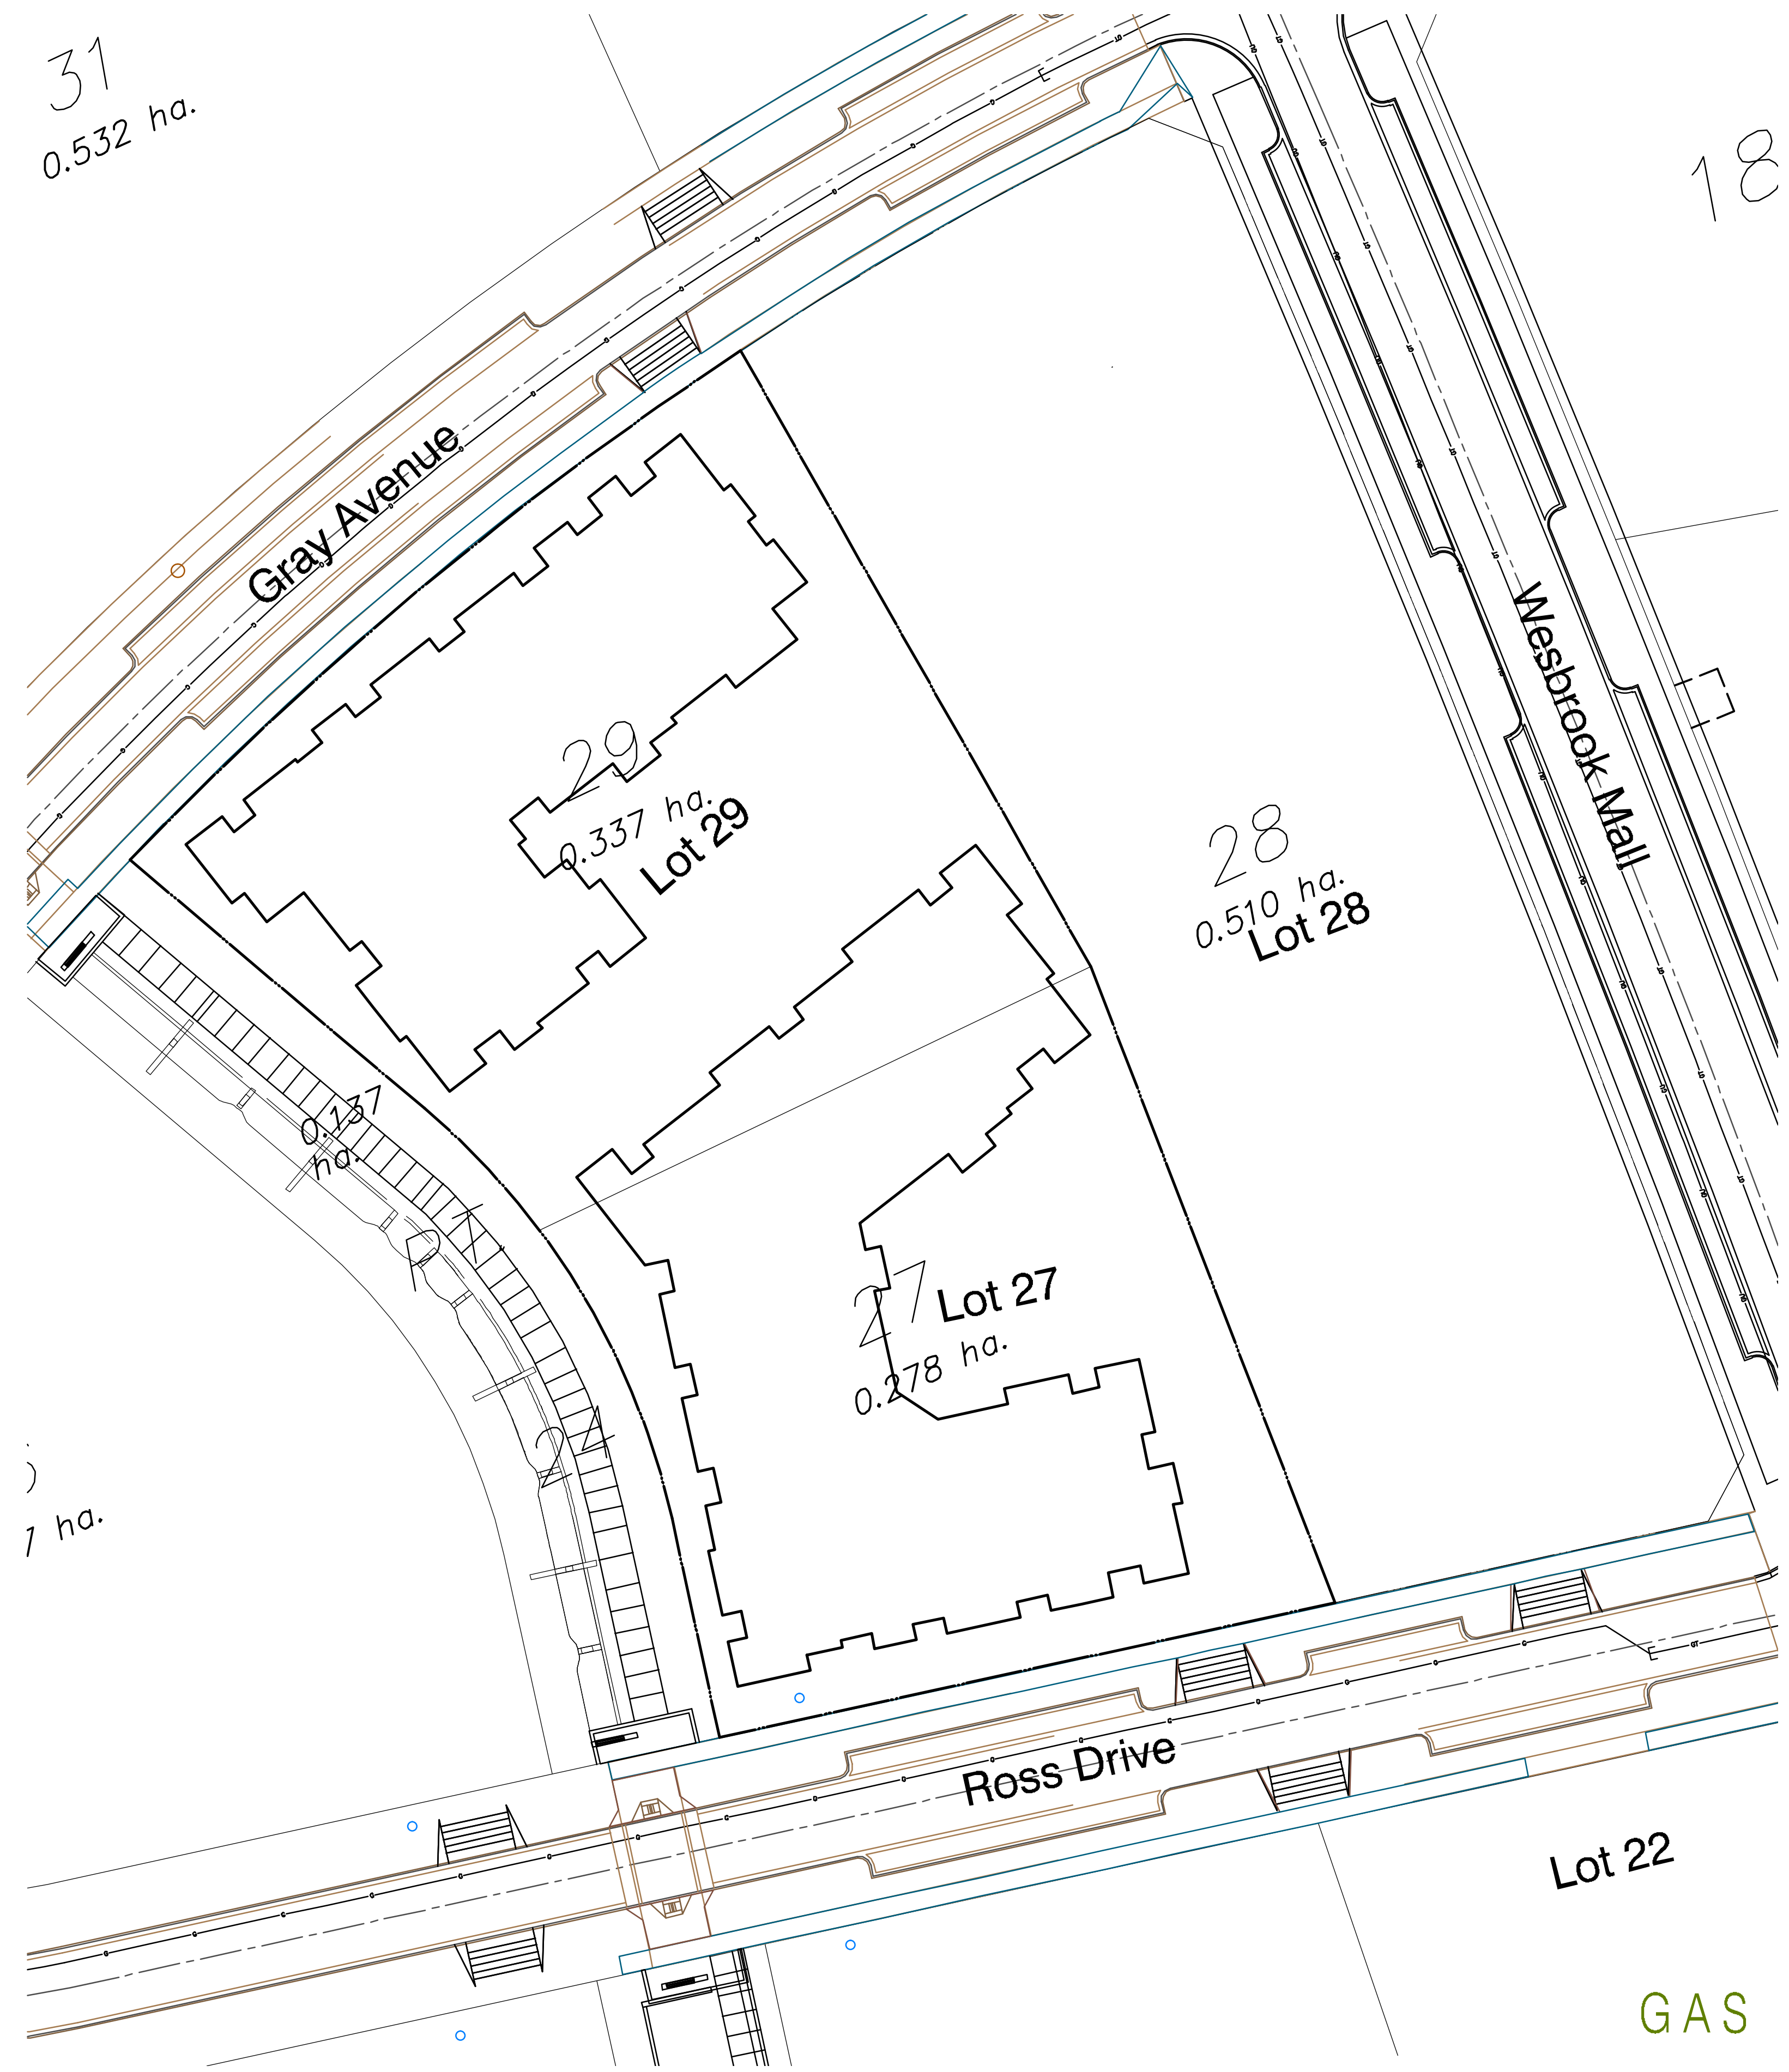 31
0.532 ha.
18
Gray Avenue
Wesbrook Mall
29
0.337 ha.
Lot 29
28
0.510 ha.
Lot 28
0.137
ha.
27
Lot 27
0.278 ha.
ha.
Ross Drive
Lot 22
GAS